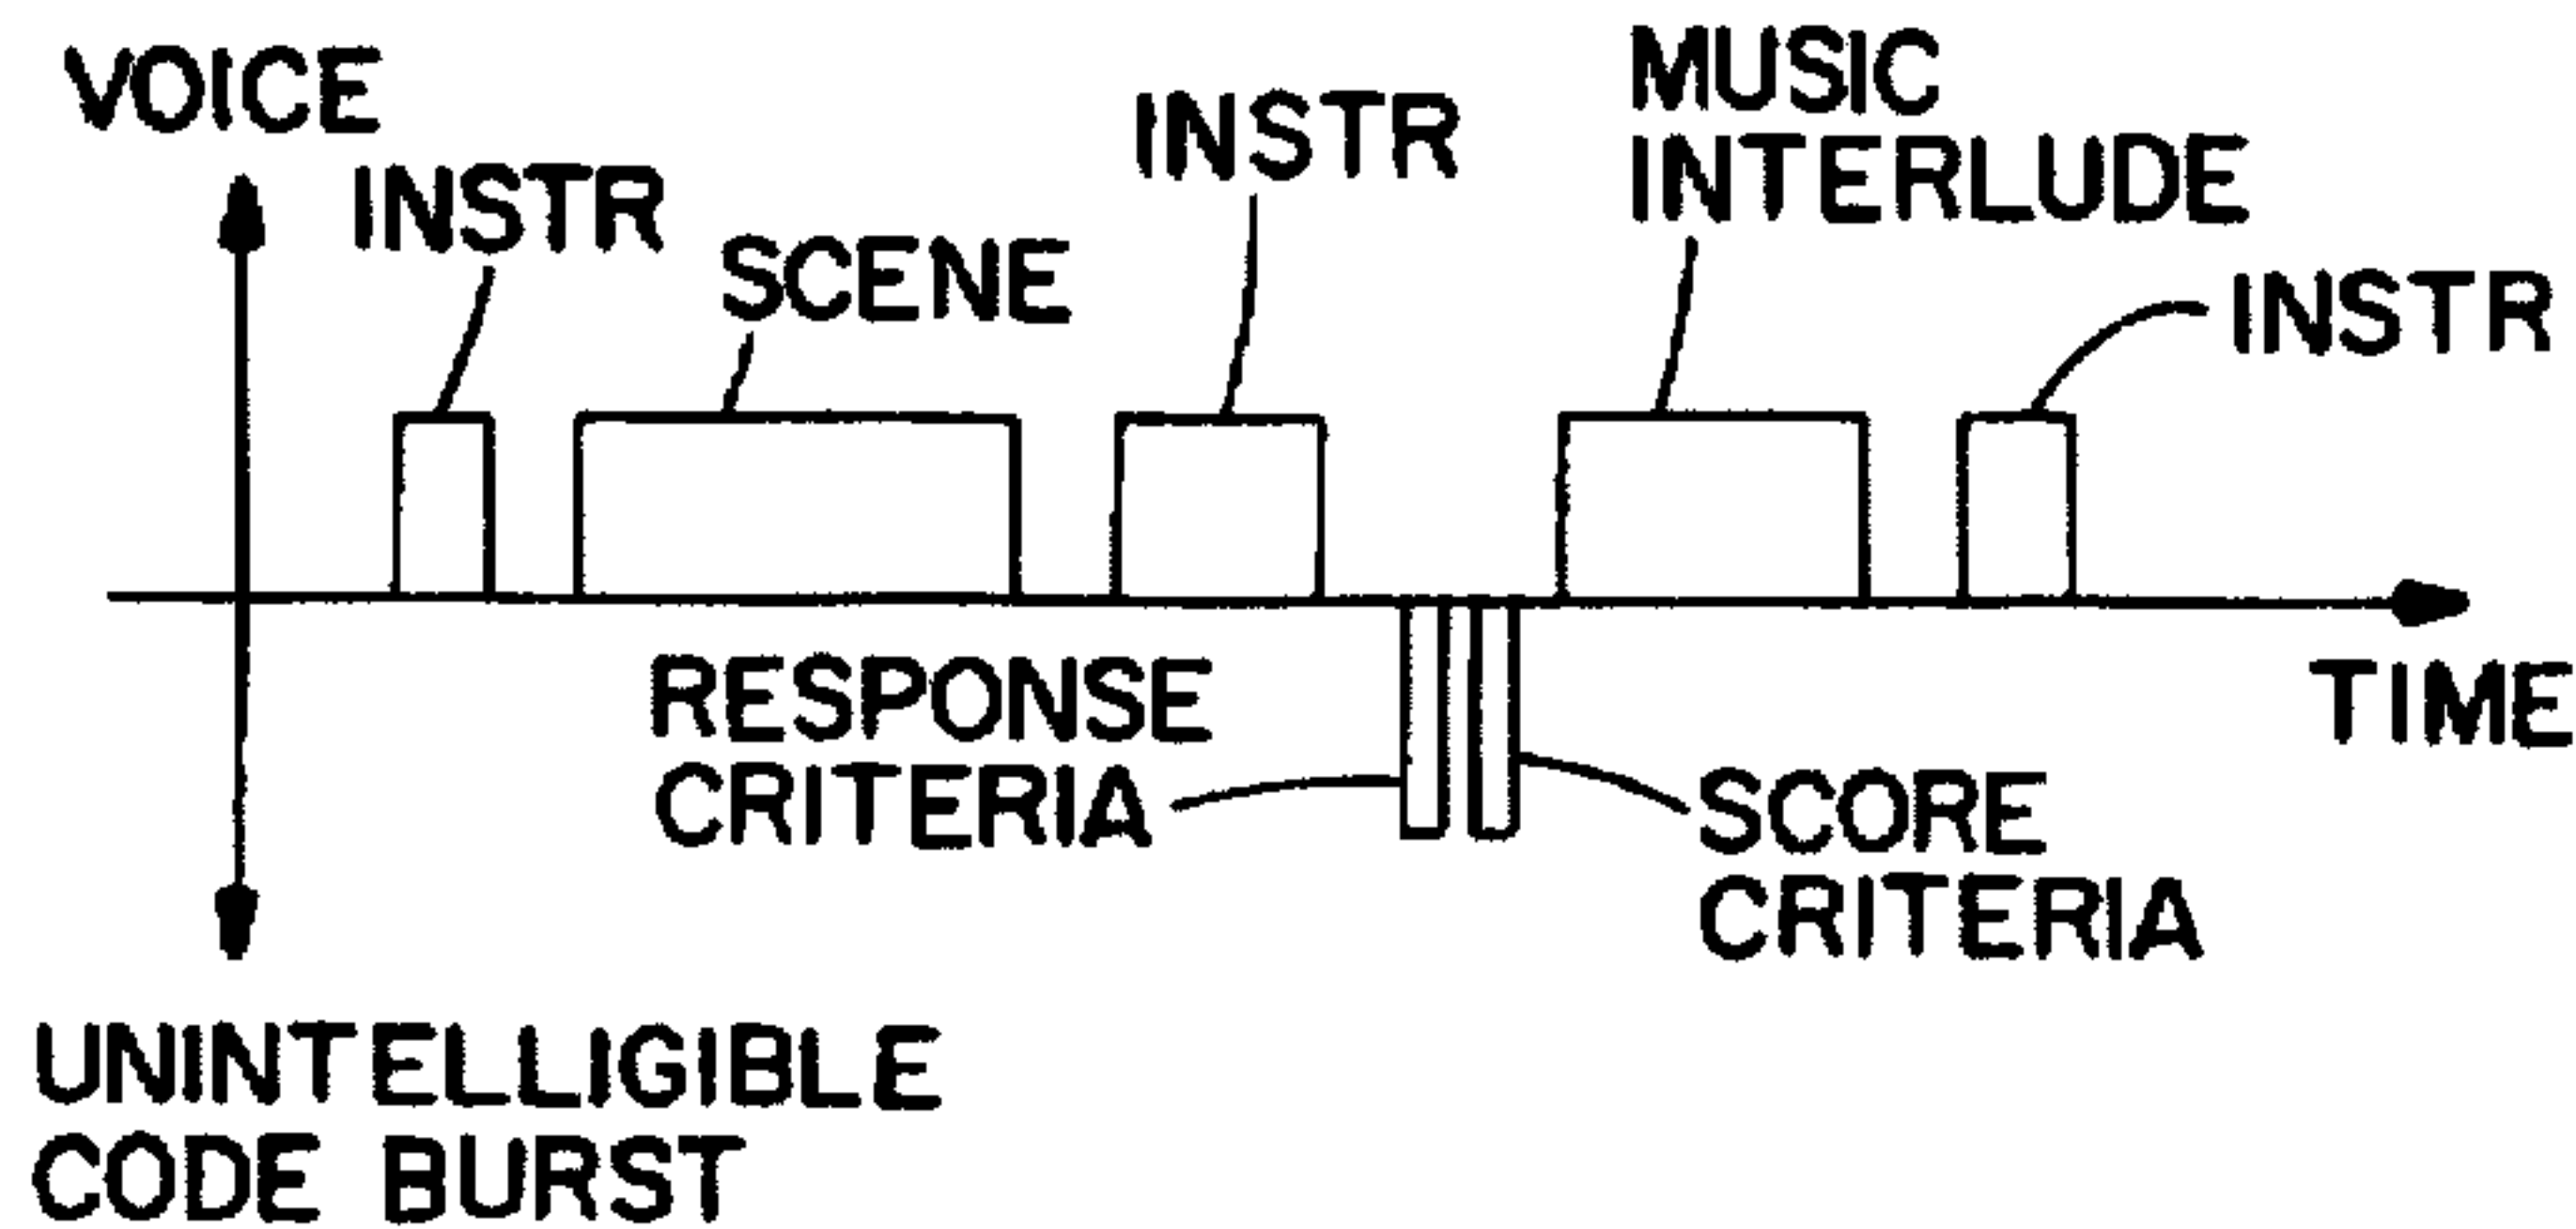 VOICE
INSTR
SCENE
INSTR
MUSIC
INTERLUDE
INSTR
RESPONSE
CRITERIA
SCORE
CRITERIA
TIME
UNINTELLIGIBLE
CODE BURST